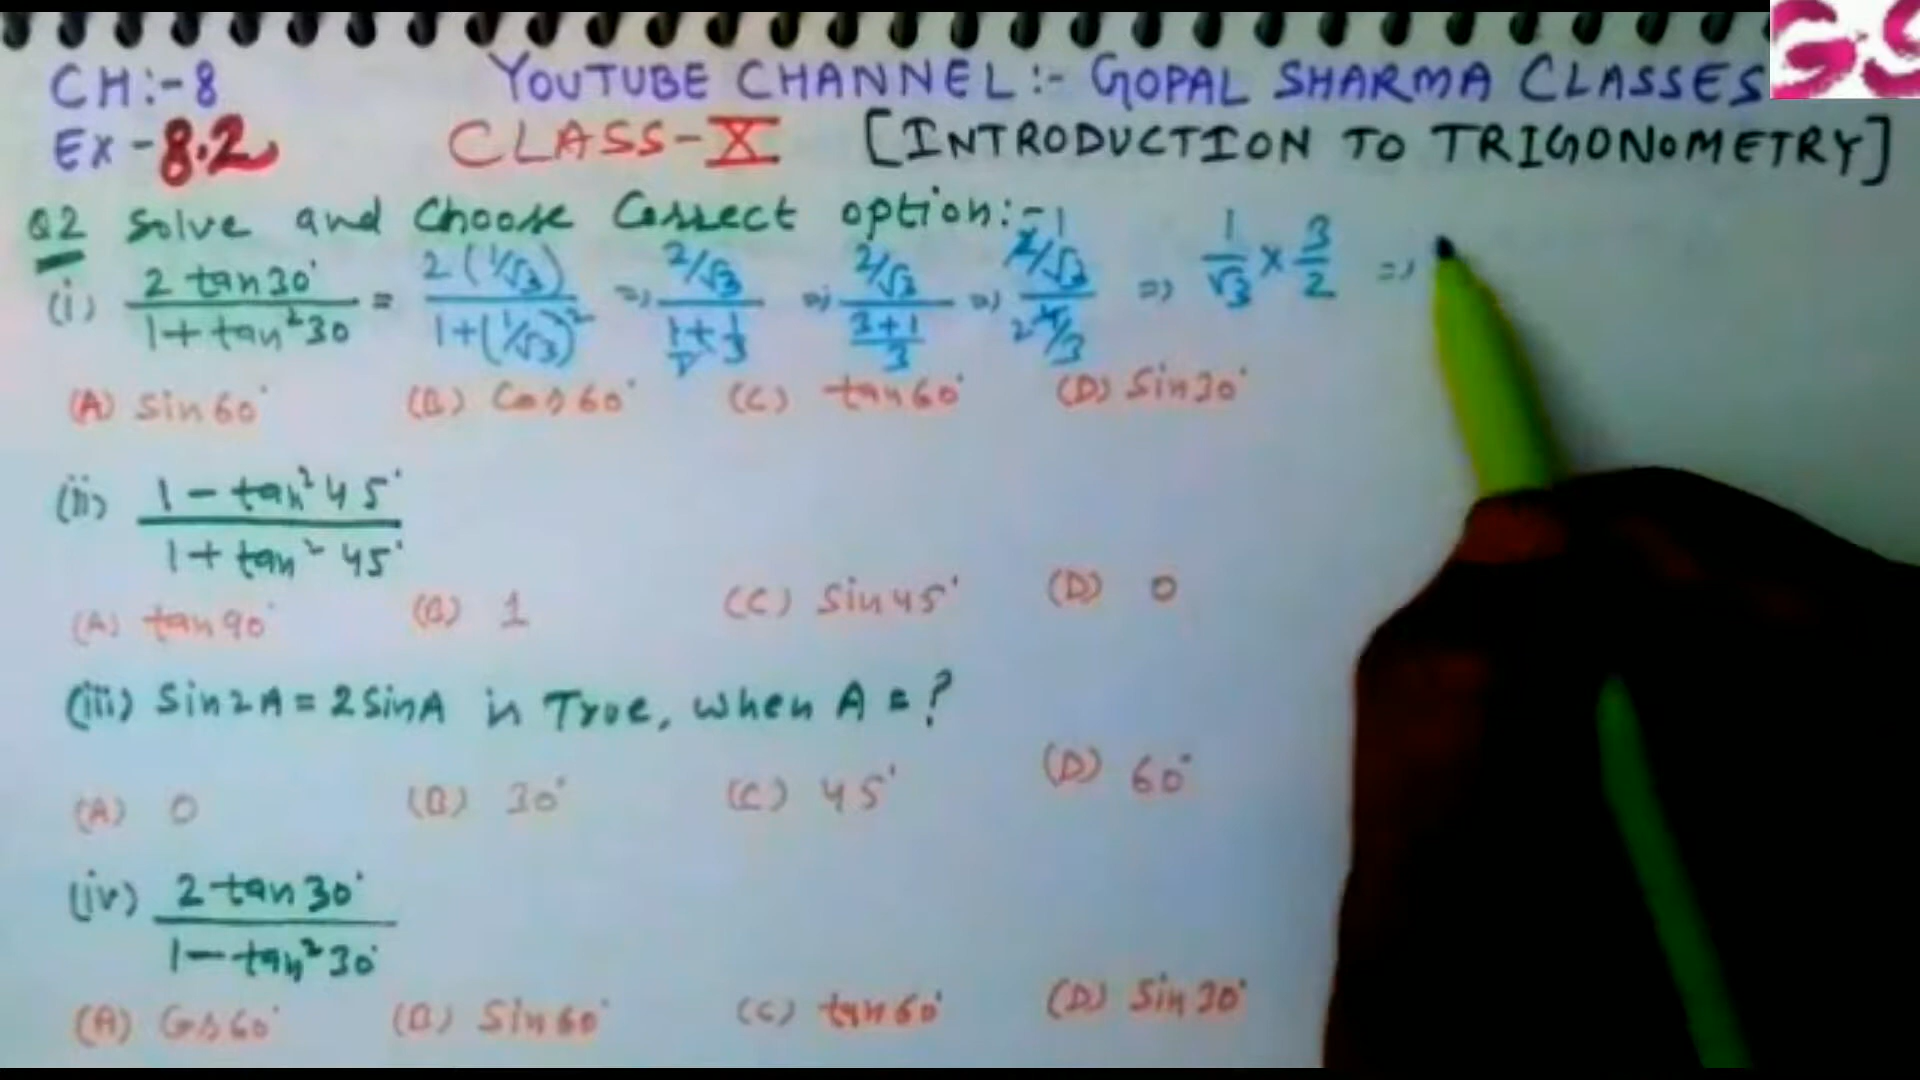 GS
CH:-8 YOUTUBE CHANNEL:- GOPAL SHARMA CLASSES
EX-8.2 CLASS-X [INTRODUCTION TO TRIGONOMETRY]
Q2 Solve and Choose Correct option:-
(i) 2 tan30° / 1+tan²30 = 2(1/√3) / 1+(1/√3)² => 2/√3 / 1+1/3 => 2/√3 / 3+1/3 => 2/√3 / 4/3 => 1/√3 × 3/2 =>
(A) Sin60° (B) Cos60° (C) tan60° (D) Sin30°
(ii) 1-tan²45° / 1+tan²45°
(A) tan90° (B) 1 (C) Sin45° (D) 0
(iii) Sin2A = 2SinA is True, when A = ?
(A) 0 (B) 30° (C) 45° (D) 60°
(iv) 2tan30° / 1-tan²30°
(A) Cos60° (B) Sin60° (C) tan60° (D) Sin30°